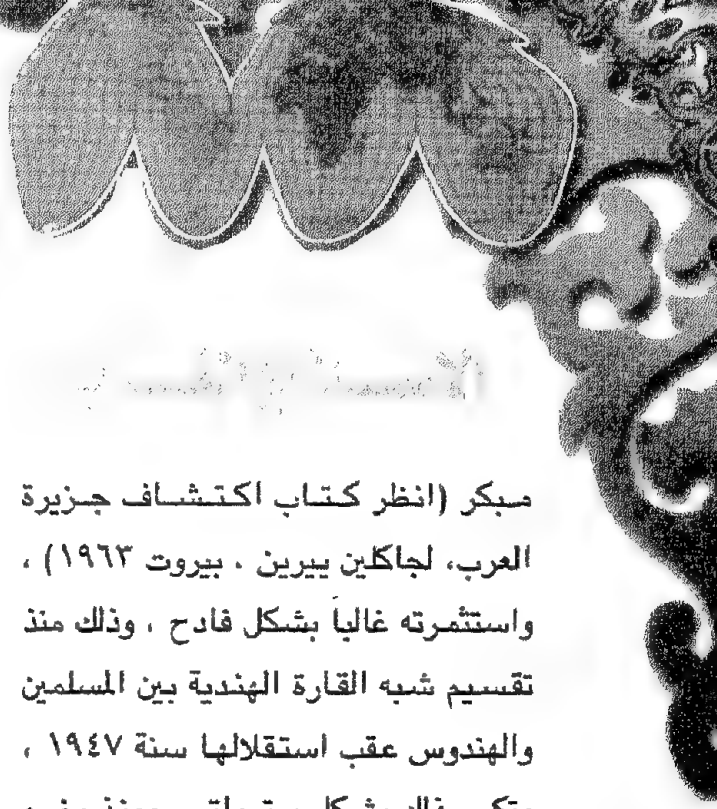 مبكر (انظر كتاب اكتشاف جزيرة
العرب، لجاكلين بيرين ، بيروت ١٩٦٣) ،
واستثمرته غالباً بشكل فادح ، وذلك منذ
تقسيم شبه القارة الهندية بين المسلمين
والهندوس عقب استقلالها سنة ١٩٤٧ ،